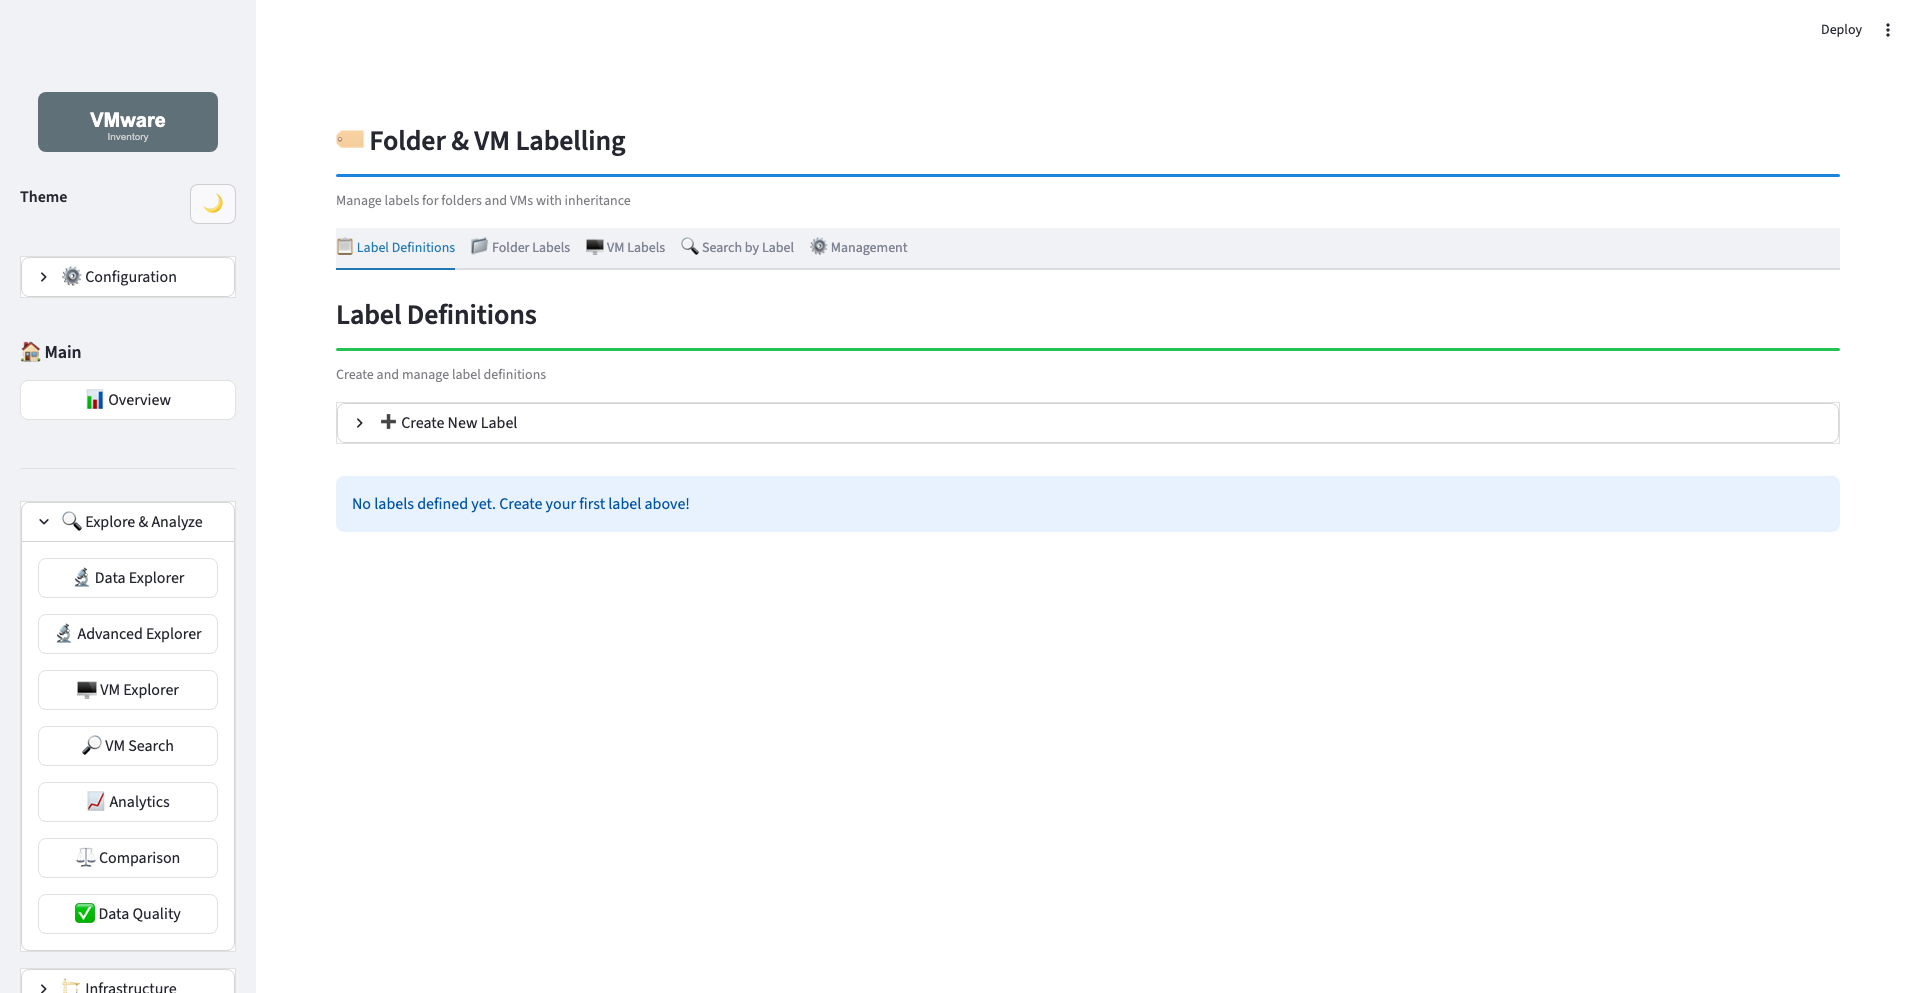 Deploy
VMware
Inventory
Theme
Configuration
Main
Overview
Explore & Analyze
Data Explorer
Advanced Explorer
VM Explorer
VM Search
Analytics
Comparison
Data Quality
Infrastructure
Folder & VM Labelling
Manage labels for folders and VMs with inheritance
Label Definitions Folder Labels VM Labels Search by Label Management
Label Definitions
Create and manage label definitions
Create New Label
No labels defined yet. Create your first label above!